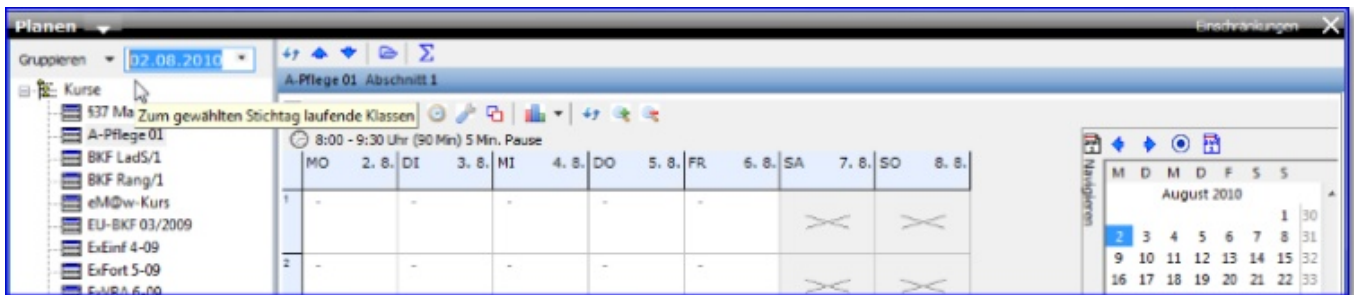 Planen
Einschränkungen
Gruppieren 02.08.2010
A-Pflege 01 Abschnitt 1
Kurse
§37 Ma
Zum gewählten Stichtag laufende Klassen
A-Pflege 01
BKF LadS/1
BKF Rang/1
eM@w-Kurs
EU-BKF 03/2009
ExEinf 4-09
ExFort 5-09
8:00 - 9:30 Uhr (90 Min) 5 Min. Pause
MO 2. 8. DI 3. 8. MI 4. 8. DO 5. 8. FR 6. 8. SA 7. 8. SO 8. 8.
1 - - - - -
2 - - - - -
Navigieren
M D M D F S S
August 2010
1 30
2 3 4 5 6 7 8 31
9 10 11 12 13 14 15 32
16 17 18 19 20 21 22 33